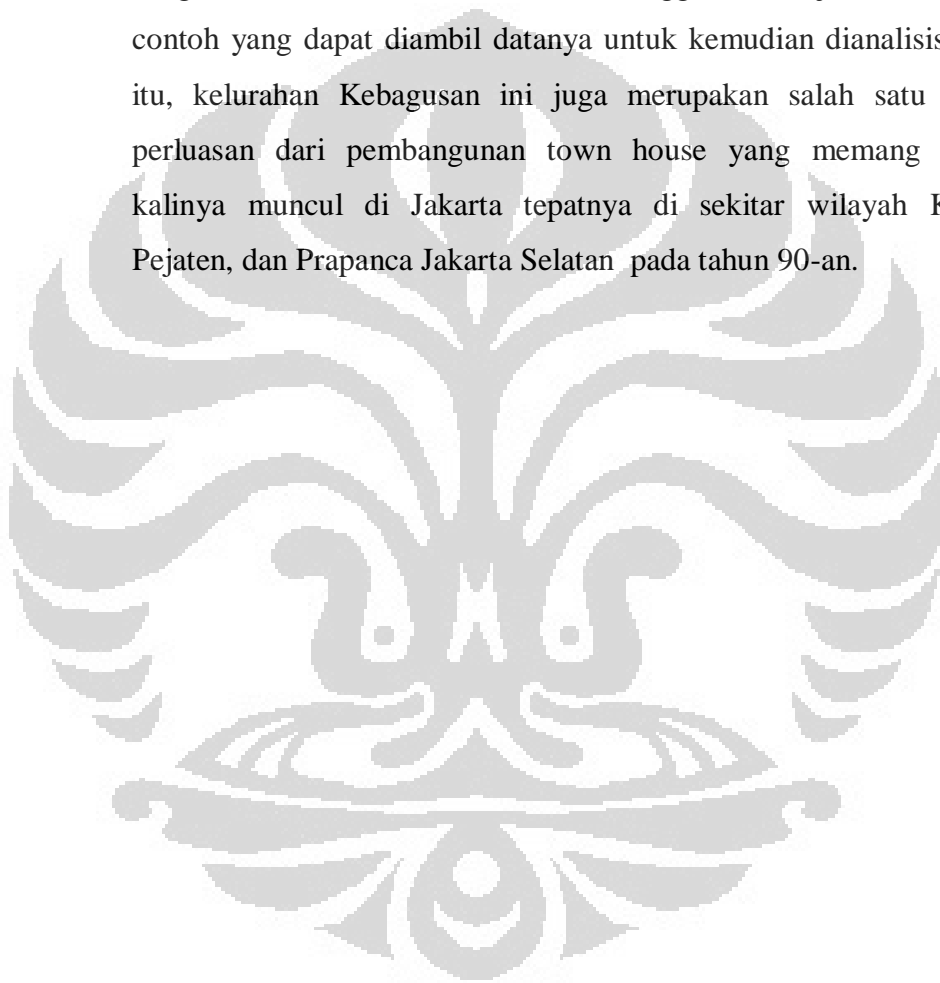 contoh yang dapat diambil datanya untuk kemudian dianalisis
itu, kelurahan Kebagusan ini juga merupakan salah satu
perluasan dari pembangunan town house yang memang
kalinya muncul di Jakarta tepatnya di sekitar wilayah K
Pejaten, dan Prapanca Jakarta Selatan pada tahun 90-an.